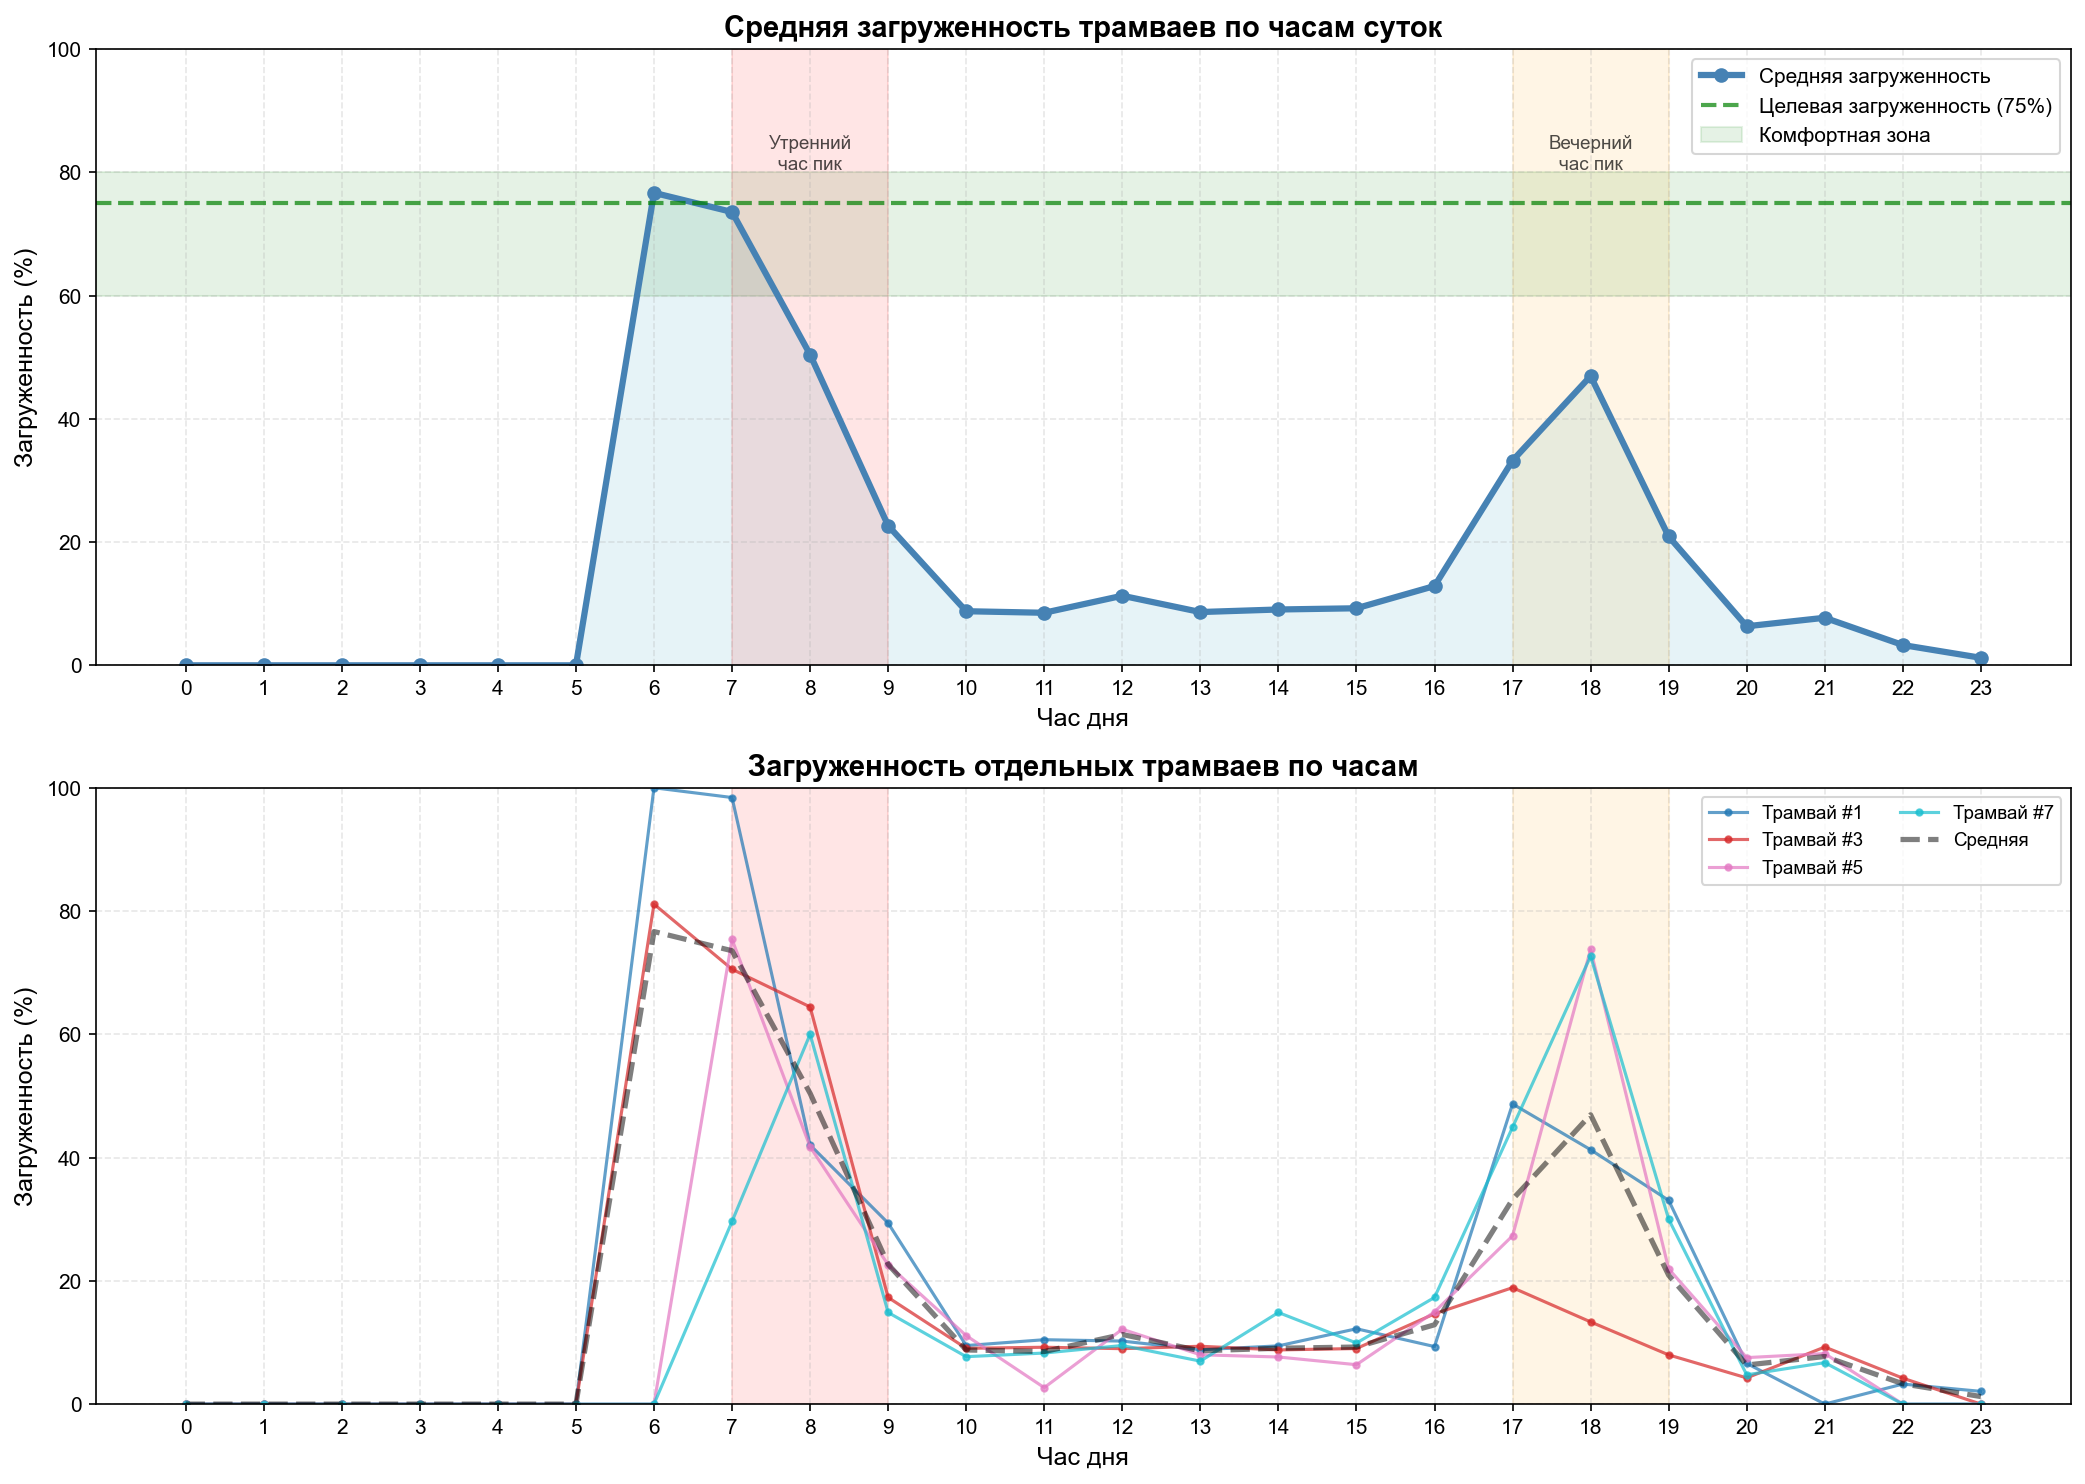 Средняя загруженность трамваев по часам суток
Загруженность (%)
100
80
60
40
20
0
Утренний
час пик
Вечерний
час пик
Средняя загруженность
Целевая загруженность (75%)
Комфортная зона
0 1 2 3 4 5 6 7 8 9 10 11 12 13 14 15 16 17 18 19 20 21 22 23
Час дня
Загруженность отдельных трамваев по часам
Загруженность (%)
100
80
60
40
20
0
Трамвай #1
Трамвай #3
Трамвай #5
Трамвай #7
Средняя
0 1 2 3 4 5 6 7 8 9 10 11 12 13 14 15 16 17 18 19 20 21 22 23
Час дня